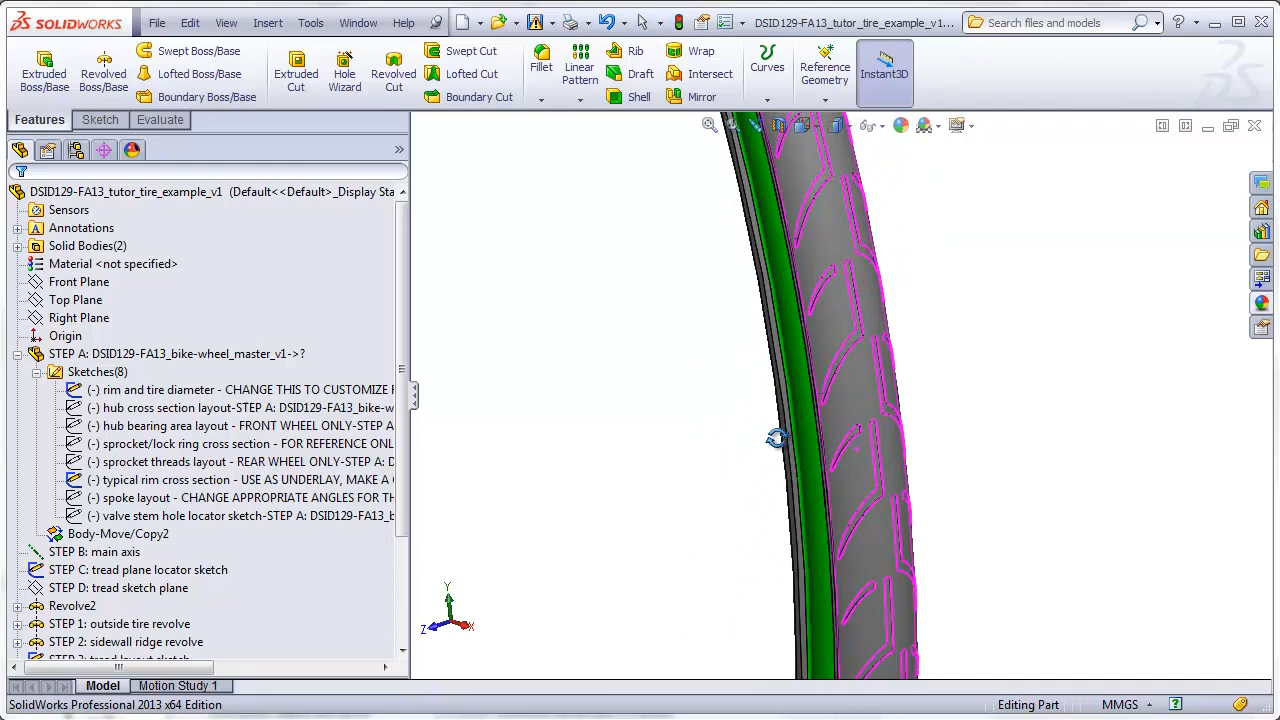 SOLIDWORKS File Edit View Insert Tools Window Help DSID129-FA13_tutor_tire_example_v1... Search files and models
Extruded Boss/Base Revolved Boss/Base Swept Boss/Base Lofted Boss/Base Boundary Boss/Base Extruded Cut Hole Wizard Revolved Cut Swept Cut Lofted Cut Boundary Cut Fillet Linear Pattern Rib Draft Shell Wrap Intersect Mirror Curves Reference Geometry Instant3D
Features Sketch Evaluate
DSID129-FA13_tutor_tire_example_v1 (Default<<Default>_Display Sta
Sensors
Annotations
Solid Bodies(2)
Material <not specified>
Front Plane
Top Plane
Right Plane
Origin
STEP A: DSID129-FA13_bike-wheel_master_v1->?
Sketches(8)
(-) rim and tire diameter - CHANGE THIS TO CUSTOMIZE
(-) hub cross section layout-STEP A: DSID129-FA13_bike-w
(-) hub bearing area layout - FRONT WHEEL ONLY-STEP A:
(-) sprocket/lock ring cross section - FOR REFERENCE ONL
(-) sprocket threads layout - REAR WHEEL ONLY-STEP A: D
(-) typical rim cross section - USE AS UNDERLAY, MAKE A
(-) spoke layout - CHANGE APPROPRIATE ANGLES FOR TH
(-) valve stem hole locator sketch-STEP A: DSID129-FA13_b
Body-Move/Copy2
STEP B: main axis
STEP C: tread plane locator sketch
STEP D: tread sketch plane
Revolve2
STEP 1: outside tire revolve
STEP 2: sidewall ridge revolve
STEP 3: tread layout sketch
Y
Z X
Model Motion Study 1
SolidWorks Professional 2013 x64 Edition Editing Part MMGS